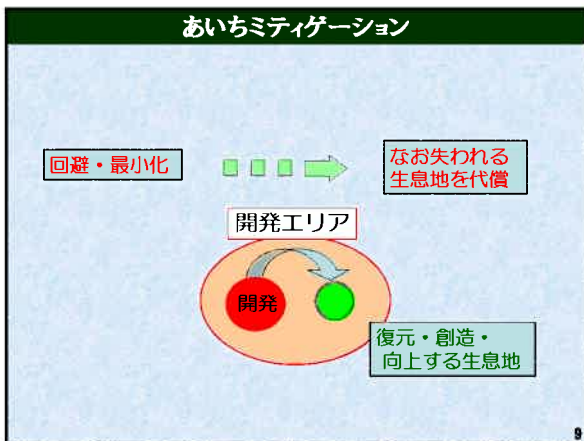 あいちミティゲーション
回避・最小化
なお失われる
生息地を代償
開発エリア
開発
復元・創造・
向上する生息地
9